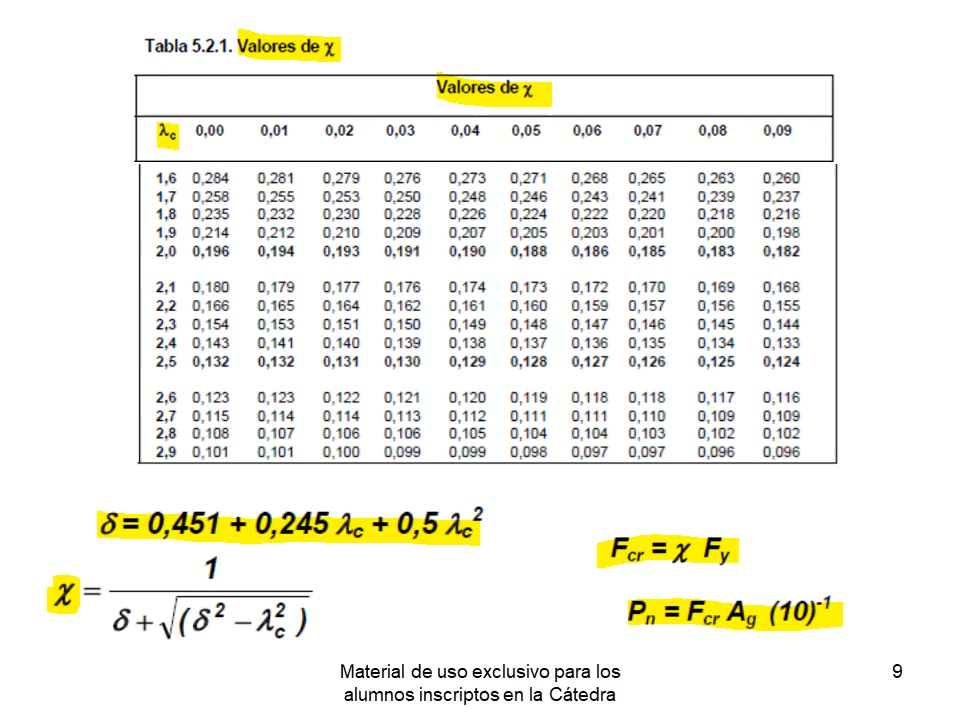 Tabla 5.2.1. Valores de χ
Valores de χ
λc 0,00 0,01 0,02 0,03 0,04 0,05 0,06 0,07 0,08 0,09
1,6 0,284 0,281 0,279 0,276 0,273 0,271 0,268 0,265 0,263 0,260
1,7 0,258 0,255 0,253 0,250 0,248 0,246 0,243 0,241 0,239 0,237
1,8 0,235 0,232 0,230 0,228 0,226 0,224 0,222 0,220 0,218 0,216
1,9 0,214 0,212 0,210 0,209 0,207 0,205 0,203 0,201 0,200 0,198
2,0 0,196 0,194 0,193 0,191 0,190 0,188 0,186 0,185 0,183 0,182
2,1 0,180 0,179 0,177 0,176 0,174 0,173 0,172 0,170 0,169 0,168
2,2 0,166 0,165 0,164 0,162 0,161 0,160 0,159 0,157 0,156 0,155
2,3 0,154 0,153 0,151 0,150 0,149 0,148 0,147 0,146 0,145 0,144
2,4 0,143 0,141 0,140 0,139 0,138 0,137 0,136 0,135 0,134 0,133
2,5 0,132 0,132 0,131 0,130 0,129 0,128 0,127 0,126 0,125 0,124
2,6 0,123 0,123 0,122 0,121 0,120 0,119 0,118 0,118 0,117 0,116
2,7 0,115 0,114 0,114 0,113 0,112 0,111 0,111 0,110 0,109 0,109
2,8 0,108 0,107 0,106 0,106 0,105 0,104 0,104 0,103 0,102 0,102
2,9 0,101 0,101 0,100 0,099 0,099 0,098 0,097 0,097 0,096 0,096
δ = 0,451 + 0,245 λc + 0,5 λc²
χ = 1 / δ + √(δ² − λc²)
Fcr = χ Fy
Pn = Fcr Ag (10)⁻¹
Material de uso exclusivo para los
alumnos inscriptos en la Cátedra
9